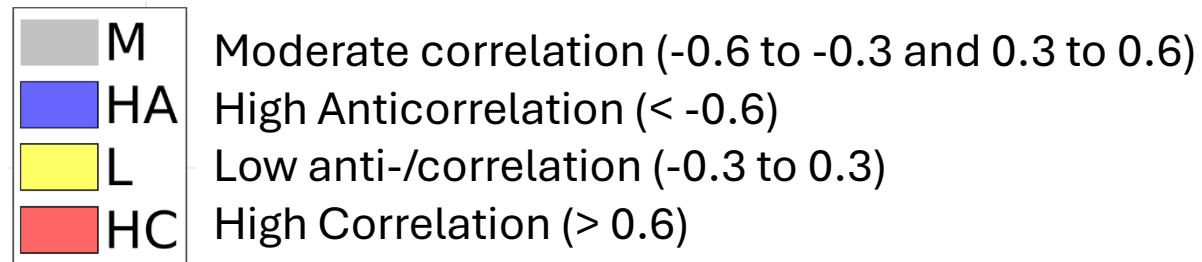 M Moderate correlation (-0.6 to -0.3 and 0.3 to 0.6)
HA High Anticorrelation (< -0.6)
L Low anti-/correlation (-0.3 to 0.3)
HC High Correlation (> 0.6)